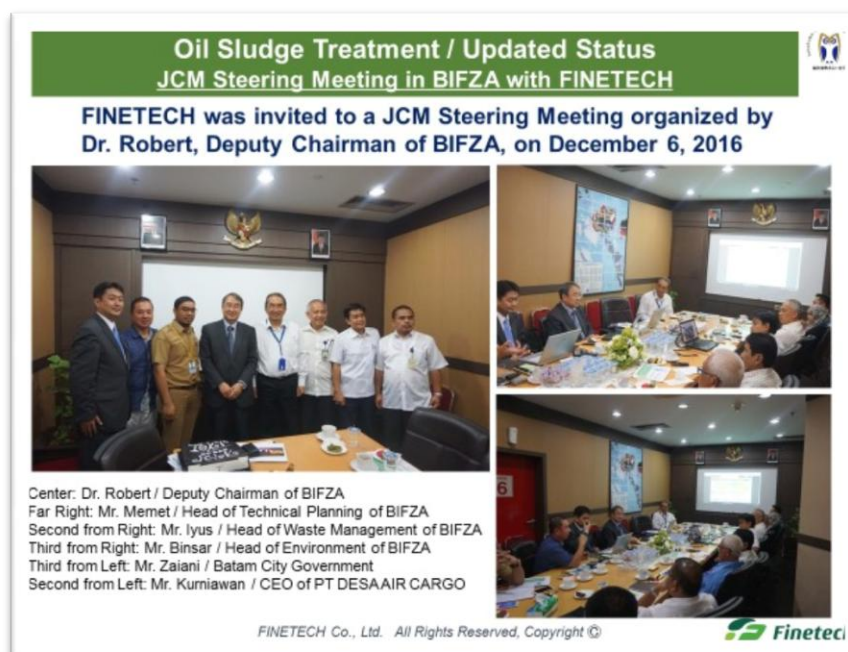 Oil Sludge Treatment / Updated Status
JCM Steering Meeting in BIFZA with FINETECH
FINETECH was invited to a JCM Steering Meeting organized by
Dr. Robert, Deputy Chairman of BIFZA, on December 6, 2016
Center: Dr. Robert / Deputy Chairman of BIFZA
Far Right: Mr. Memet / Head of Technical Planning of BIFZA
Second from Right: Mr. Iyus / Head of Waste Management of BIFZA
Third from Right: Mr. Binsar / Head of Environment of BIFZA
Third from Left: Mr. Zaiani / Batam City Government
Second from Left: Mr. Kurniawan / CEO of PT DESAAIR CARGO
FINETECH Co., Ltd. All Rights Reserved, Copyright ©
Finetech